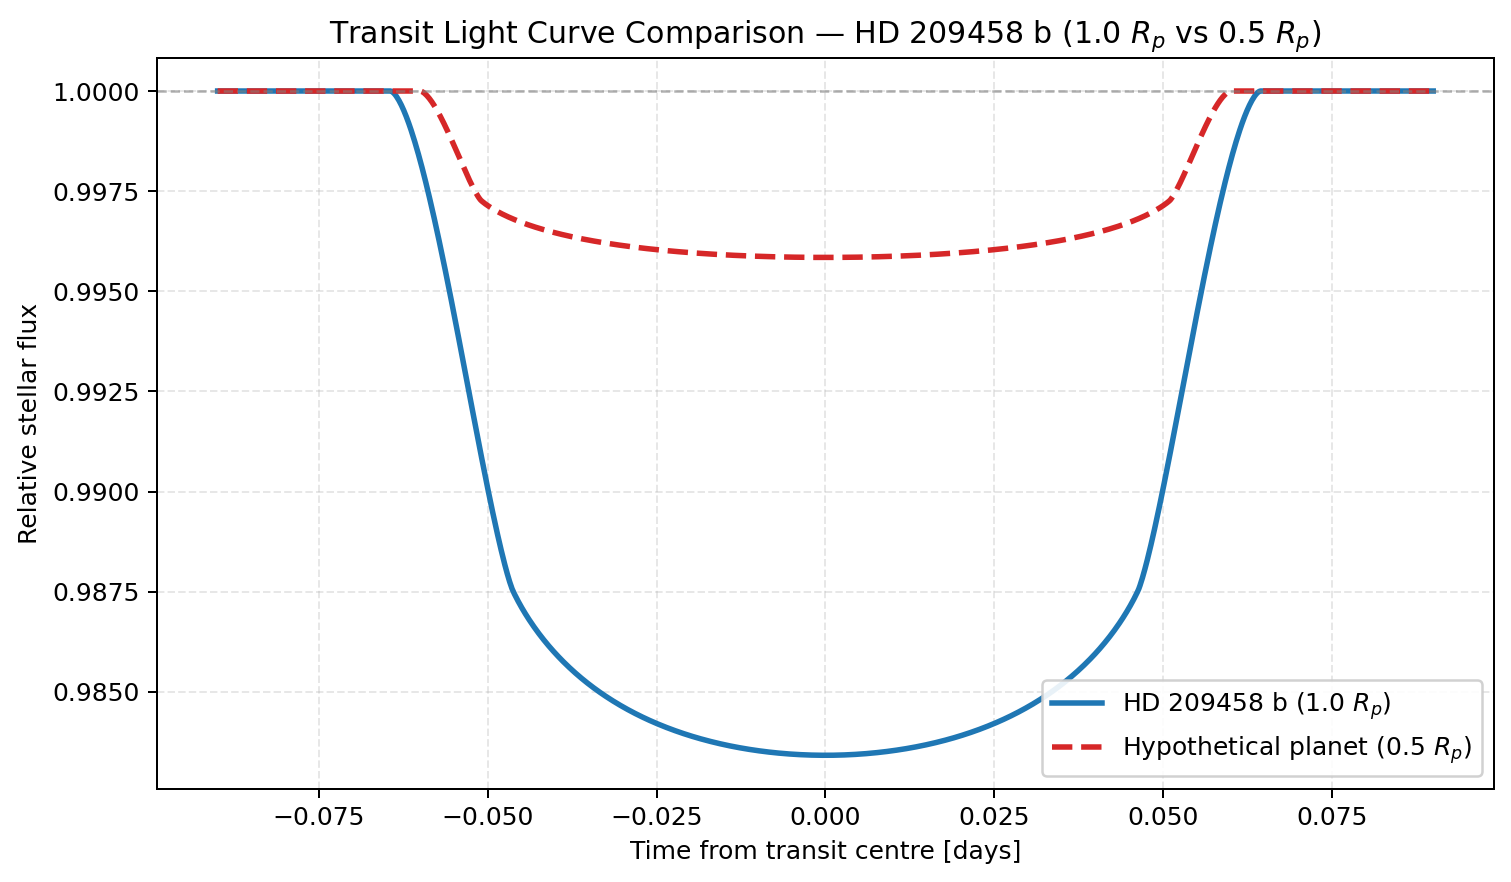 Transit Light Curve Comparison — HD 209458 b (1.0 Rₚ vs 0.5 Rₚ)
Relative stellar flux
1.0000
0.9975
0.9950
0.9925
0.9900
0.9875
0.9850
HD 209458 b (1.0 Rₚ)
Hypothetical planet (0.5 Rₚ)
−0.075 −0.050 −0.025 0.000 0.025 0.050 0.075
Time from transit centre [days]